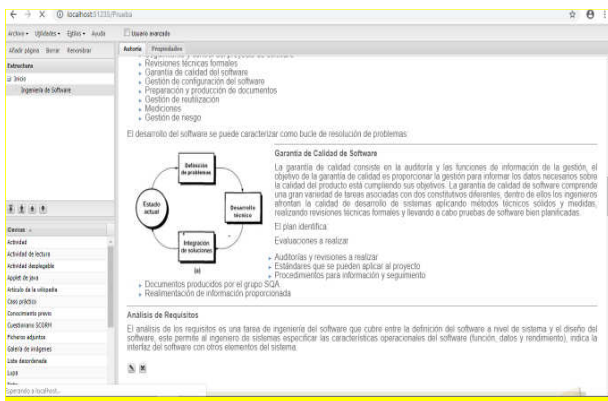 localhost:51235/Prueba
Archivo Utilidades Estilos Ayuda
Usuario avanzado
Añadir página Borrar Renombrar
Autoría Propiedades
Estructura
Inicio
Ingeniería de Software
Revisiones técnicas formales
Garantía de calidad del software
Gestión de configuración del software
Preparación y producción de documentos
Gestión de reutilización
Mediciones
Gestión de riesgo
El desarrollo del software se puede caracterizar como bucle de resolución de problemas:
Definición de problemas
Estado actual
Desarrollo técnico
Integración de soluciones
(a)
Garantía de Calidad de Software
La garantía de calidad consiste en la auditoría y las funciones de información de la gestión, el
objetivo de la garantía de calidad es proporcionar la gestión para informar los datos necesarios sobre
la calidad del producto está cumpliendo sus objetivos. La garantía de calidad de software comprende
una gran variedad de tareas asociadas con dos constitutivos diferentes, dentro de ellos los ingenieros
afrontan la calidad de desarrollo de sistemas aplicando métodos técnicos sólidos y medidas,
realizando revisiones técnicas formales y llevando a cabo pruebas de software bien planificadas.
El plan identifica:
Evaluaciones a realizar
Auditorías y revisiones a realizar
Estándares que se pueden aplicar al proyecto
Procedimientos para información y seguimiento
Documentos producidos por el grupo SQA
Realimentación de información proporcionada
Análisis de Requisitos
El análisis de los requisitos es una tarea de ingeniería del software que cubre entre la definición del software a nivel de sistema y el diseño del
software, este permite al ingeniero de sistemas especificar las características operacionales del software (función, datos y rendimiento), indica la
interfaz del software con otros elementos del sistema.
iDevices
Actividad
Actividad de lectura
Actividad desplegable
Applet de java
Artículo de la wikipedia
Caso práctico
Conocimiento previo
Cuestionario SCORM
Ficheros adjuntos
Galería de imágenes
Lista desordenada
Lupa
Esperando a localhost...